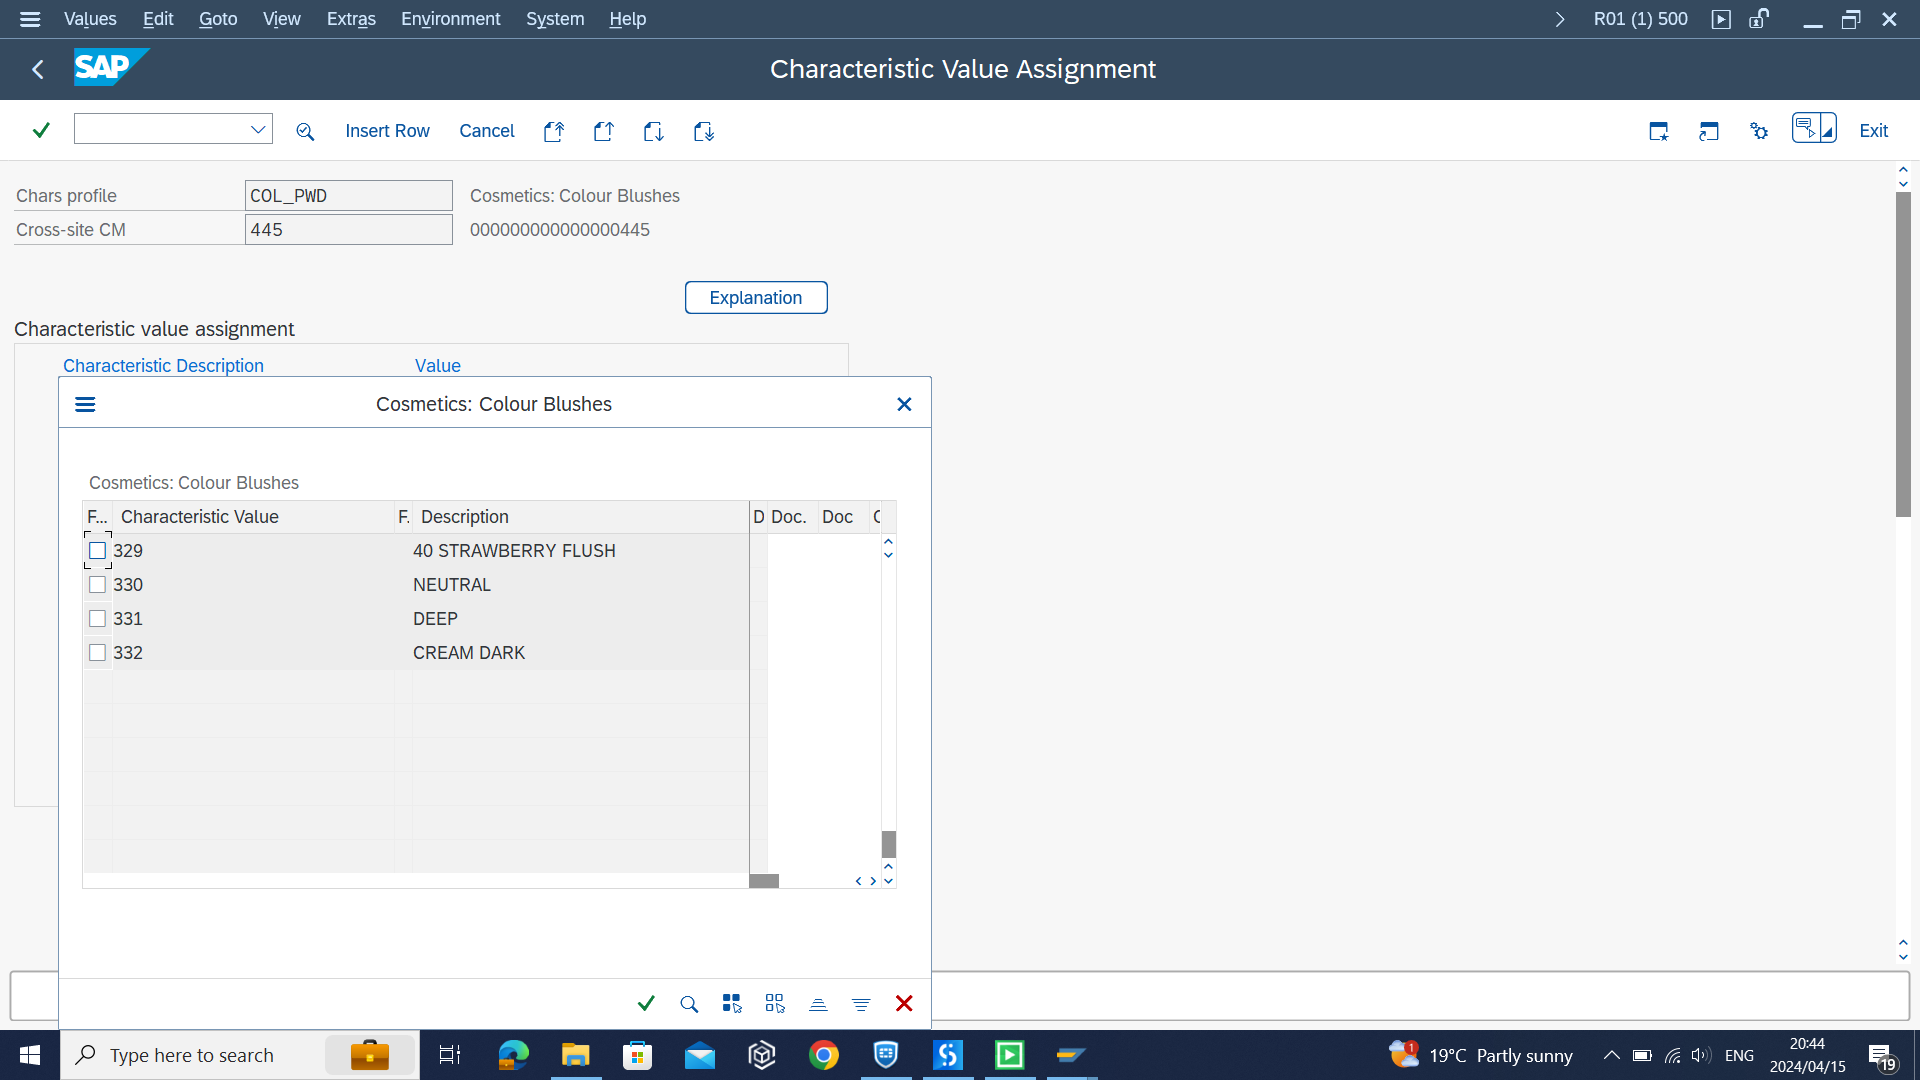 Values Edit Goto View Extras Environment System Help R01 (1) 500
SAP Characteristic Value Assignment
Insert Row Cancel Exit
Chars profile COL_PWD Cosmetics: Colour Blushes
Cross-site CM 445 000000000000000445
Explanation
Characteristic value assignment
Characteristic Description Value
Cosmetics: Colour Blushes
Cosmetics: Colour Blushes
F... Characteristic Value F. Description D Doc. Doc
329 40 STRAWBERRY FLUSH
330 NEUTRAL
331 DEEP
332 CREAM DARK
Type here to search 1 19°C Partly sunny ENG 20:44 2024/04/15 19